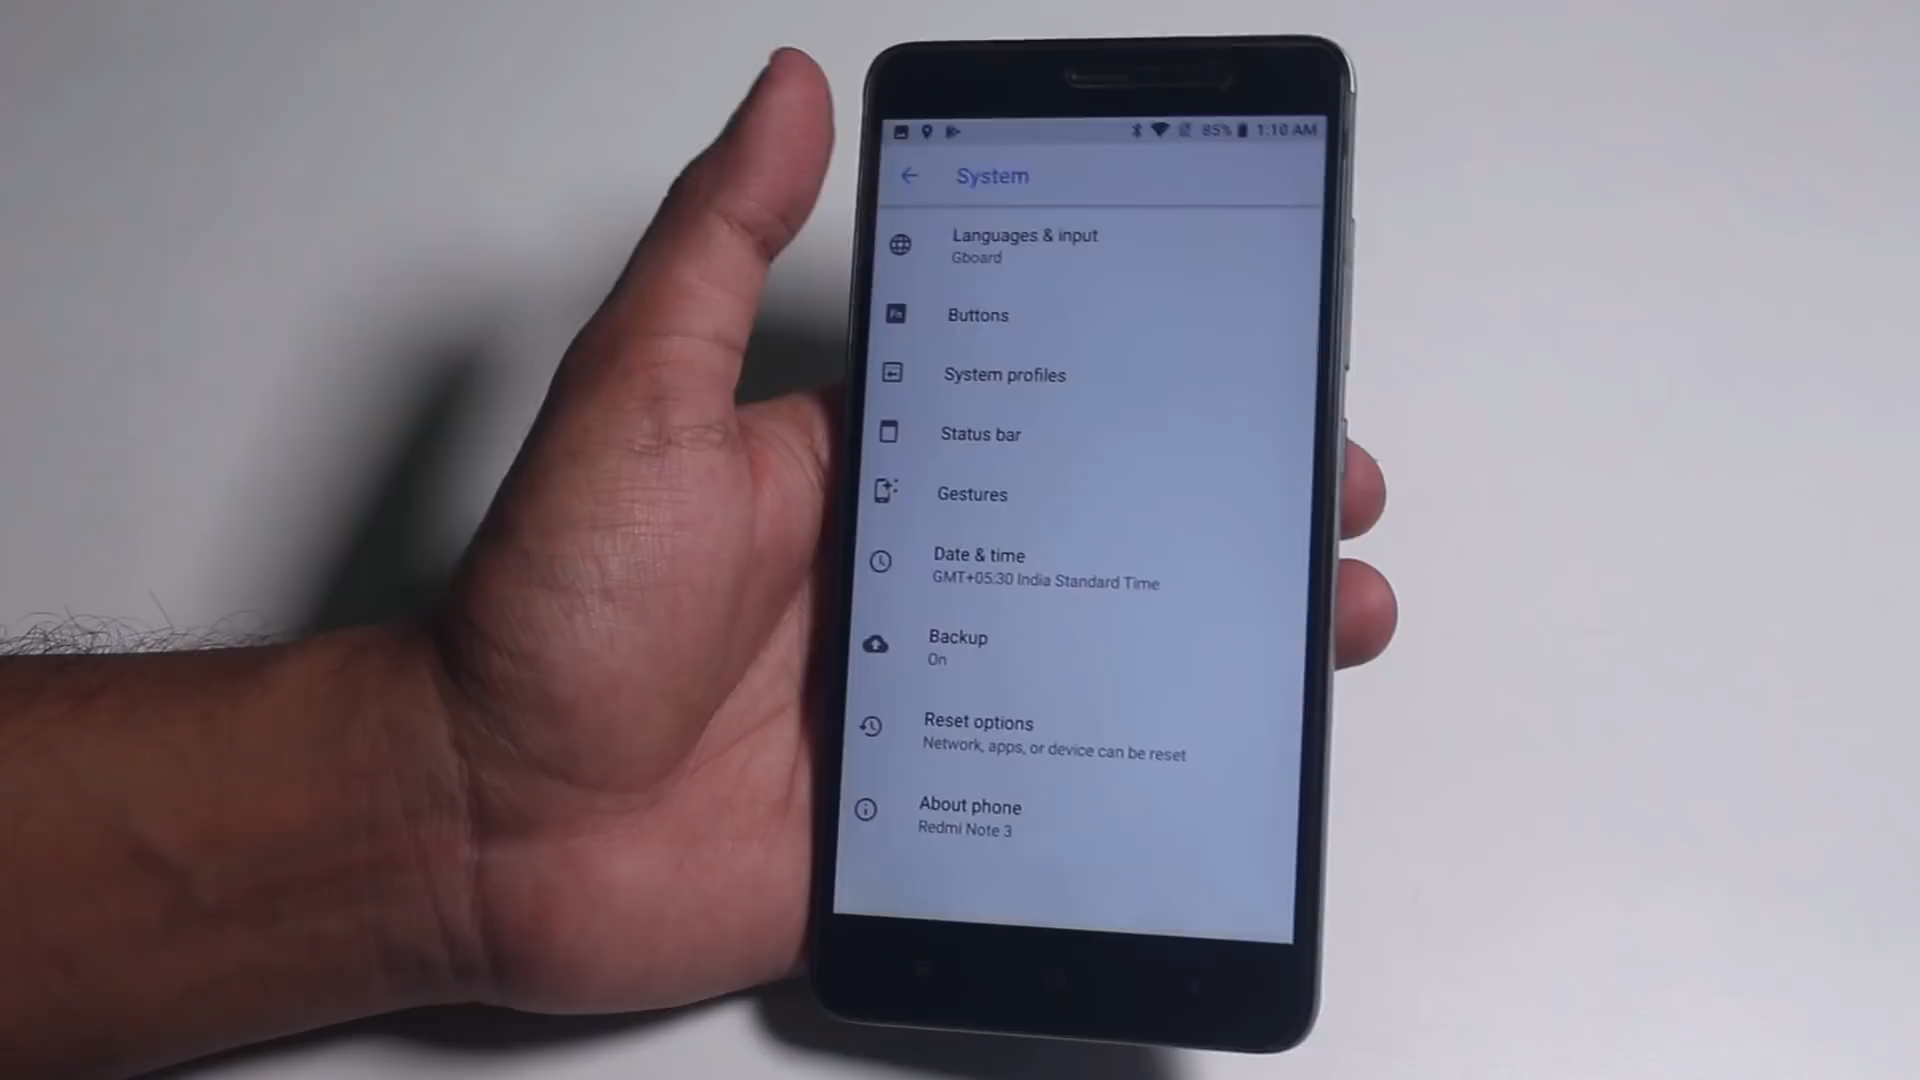 85% 1:10 AM
System
Languages & input
Gboard
Fn
Buttons
System profiles
Status bar
Gestures
Date & time
GMT+05:30 India Standard Time
Backup
On
Reset options
Network, apps, or device can be reset
About phone
Redmi Note 3